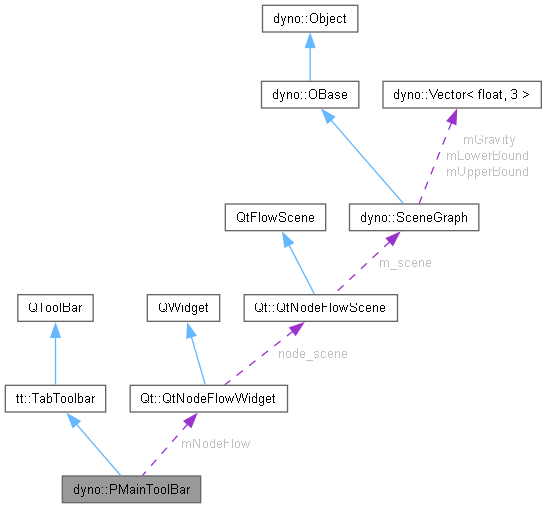 dyno::Object
dyno::OBase
dyno::Vector< float, 3 >
mGravity
mLowerBound
mUpperBound
QtFlowScene
dyno::SceneGraph
m_scene
QToolBar
QWidget
Qt::QtNodeFlowScene
node_scene
tt::TabToolbar
Qt::QtNodeFlowWidget
mNodeFlow
dyno::PMainToolBar